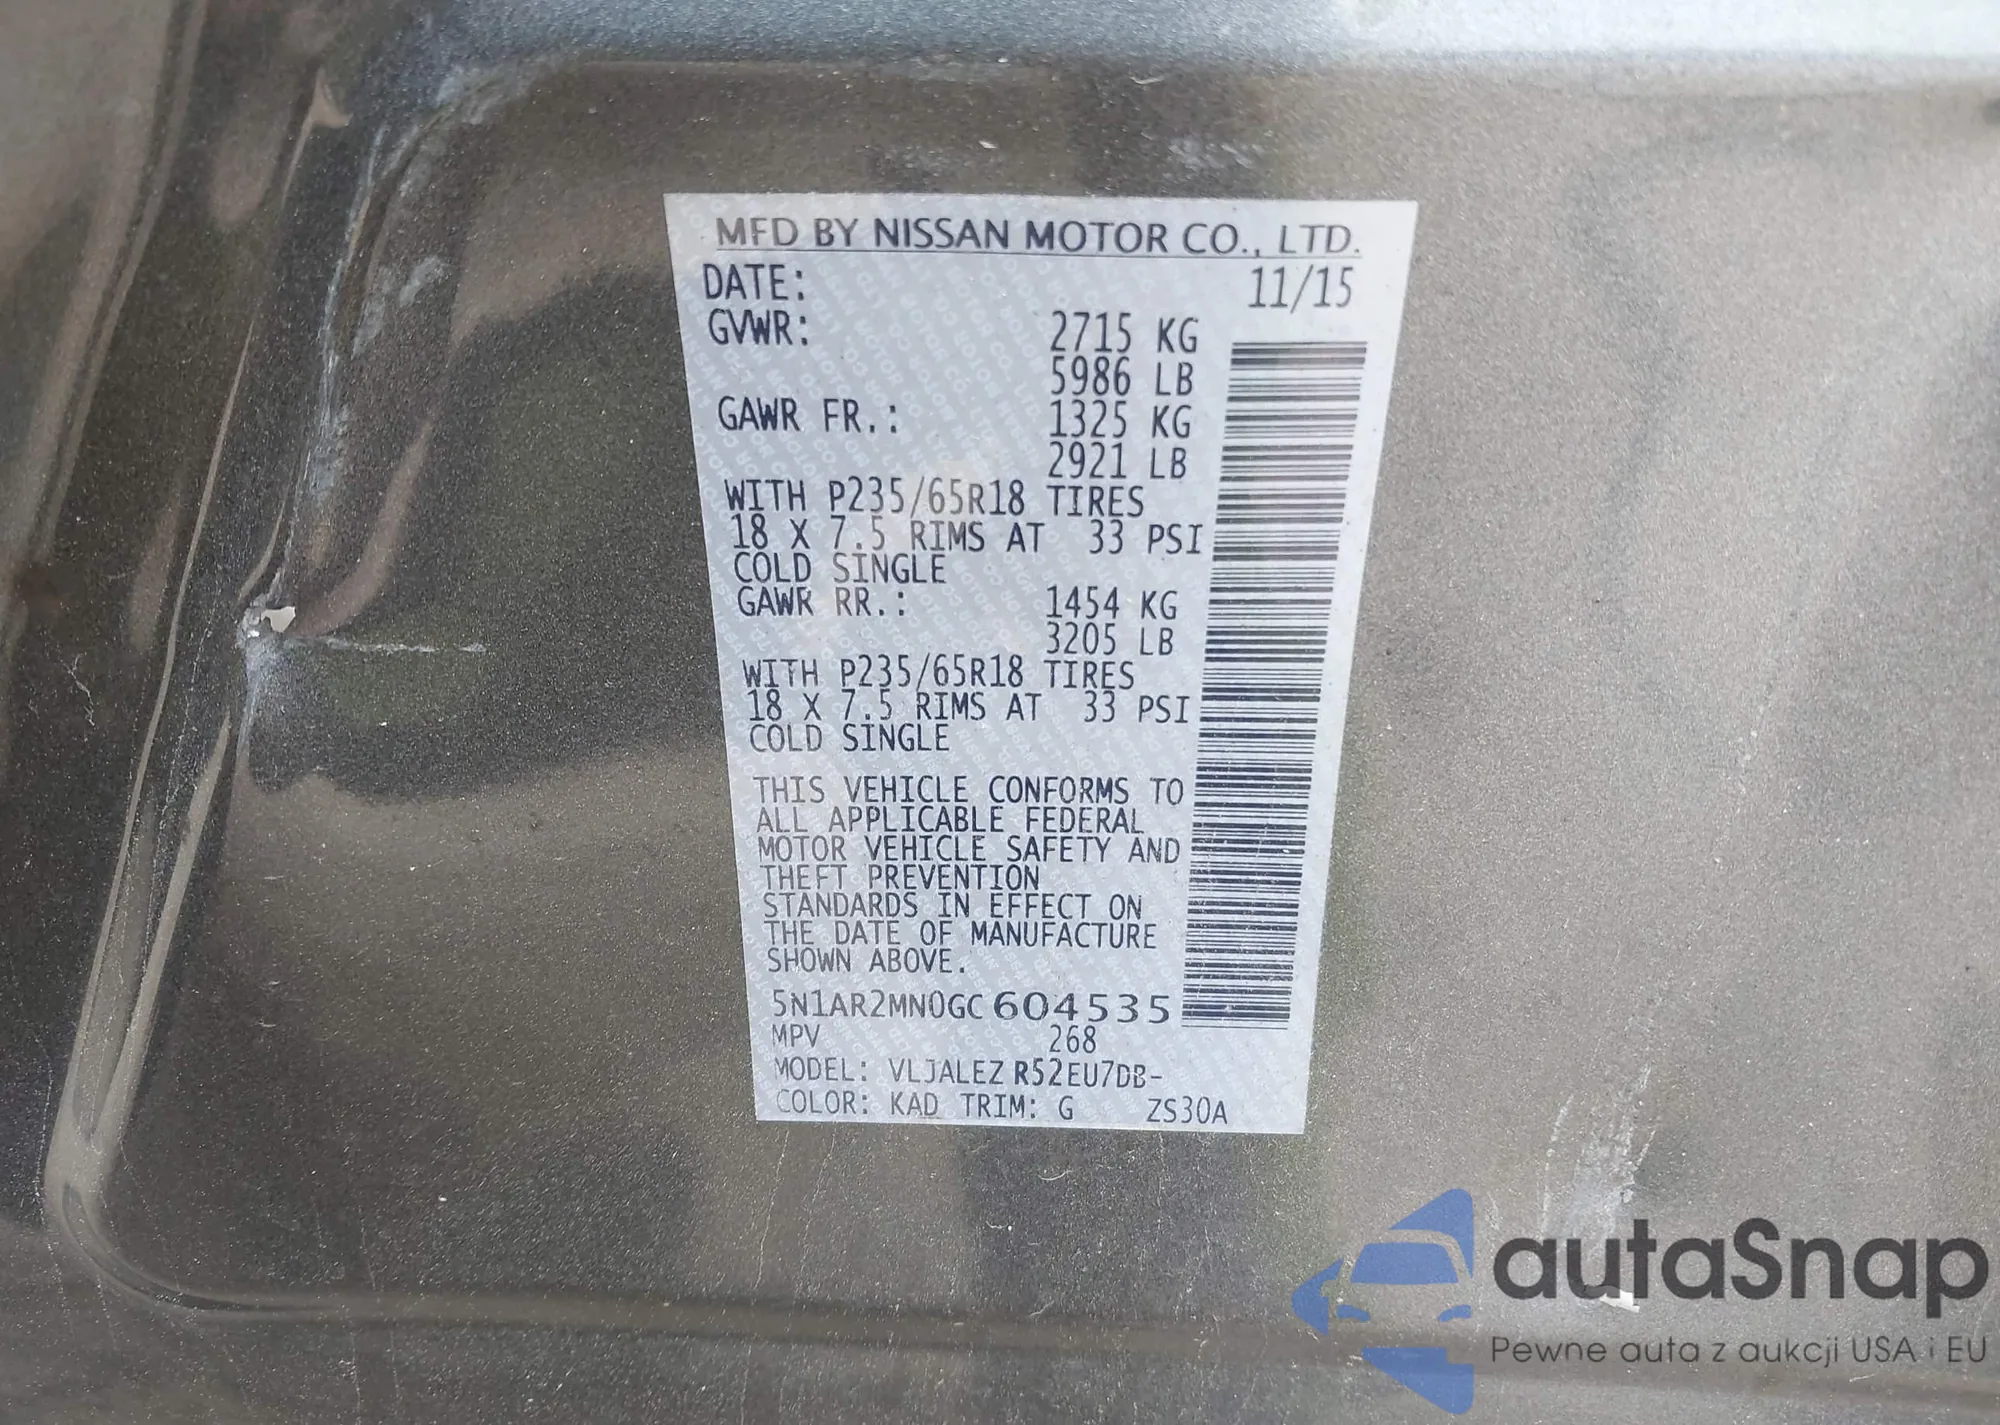 MFD BY NISSAN MOTOR CO., LTD.
DATE: 11/15
GVWR: 2715 KG
5986 LB
GAWR FR.: 1325 KG
2921 LB
WITH P235/65R18 TIRES
18 X 7.5 RIMS AT 33 PSI
COLD SINGLE
GAWR RR.: 1454 KG
3205 LB
WITH P235/65R18 TIRES
18 X 7.5 RIMS AT 33 PSI
COLD SINGLE
THIS VEHICLE CONFORMS TO
ALL APPLICABLE FEDERAL
MOTOR VEHICLE SAFETY AND
THEFT PREVENTION
STANDARDS IN EFFECT ON
THE DATE OF MANUFACTURE
SHOWN ABOVE.
5N1AR2MN0GC604535
MPV 268
MODEL: VLJALEZ R52EU7DB-
COLOR: KAD TRIM: G ZS30A
autaSnap
Pewne auta z aukcji USA i EU